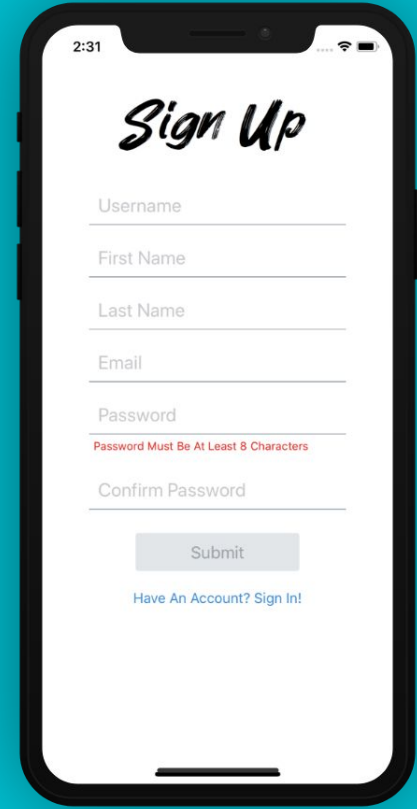 2:31
Sign Up
Username
First Name
Last Name
Email
Password
Password Must Be At Least 8 Characters
Confirm Password
Submit
Have An Account? Sign In!